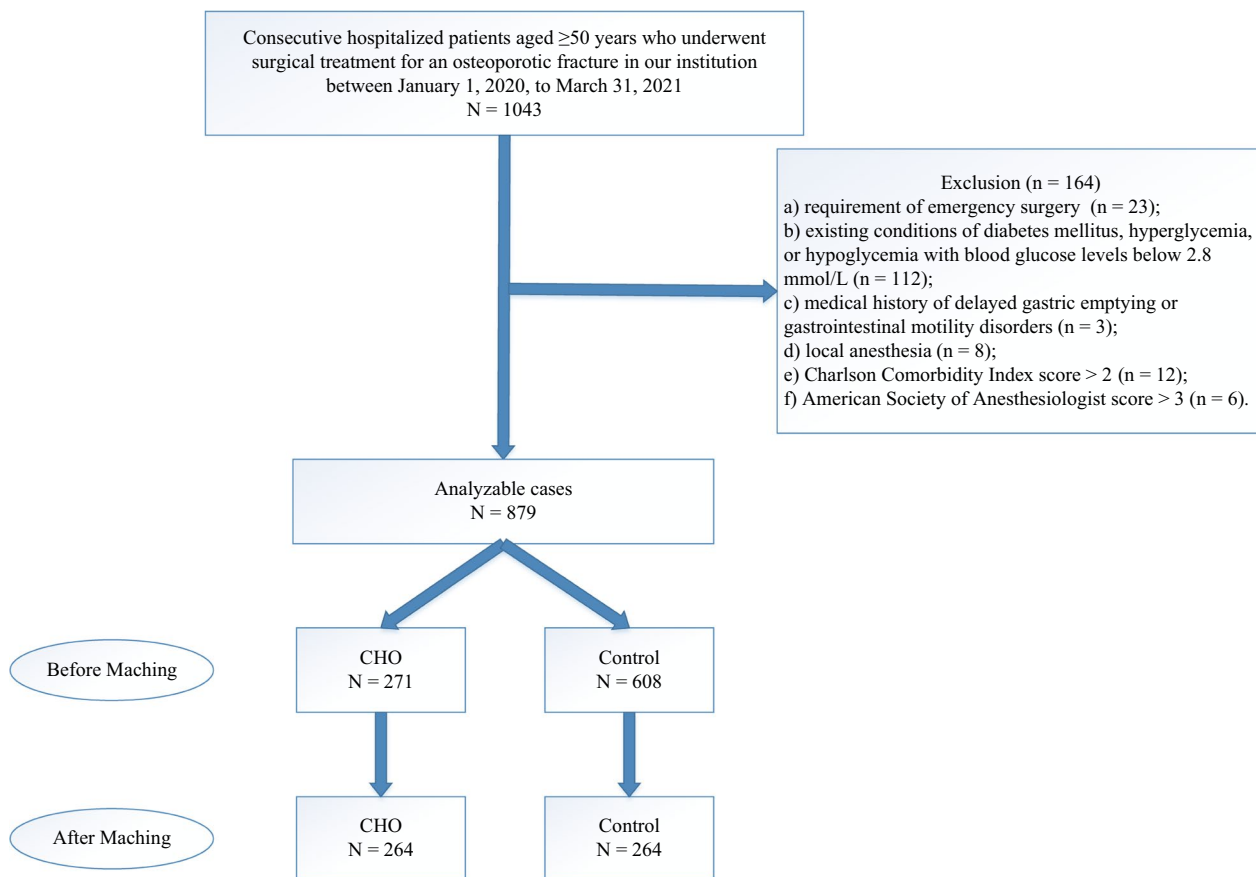 Consecutive hospitalized patients aged ≥50 years who underwent
surgical treatment for an osteoporotic fracture in our institution
between January 1, 2020, to March 31, 2021
N = 1043
Exclusion (n = 164)
a) requirement of emergency surgery (n = 23);
b) existing conditions of diabetes mellitus, hyperglycemia,
or hypoglycemia with blood glucose levels below 2.8
mmol/L (n = 112);
c) medical history of delayed gastric emptying or
gastrointestinal motility disorders (n = 3);
d) local anesthesia (n = 8);
e) Charlson Comorbidity Index score > 2 (n = 12);
f) American Society of Anesthesiologist score > 3 (n = 6).
Analyzable cases
N = 879
Before Maching
CHO
N = 271
Control
N = 608
After Maching
CHO
N = 264
Control
N = 264